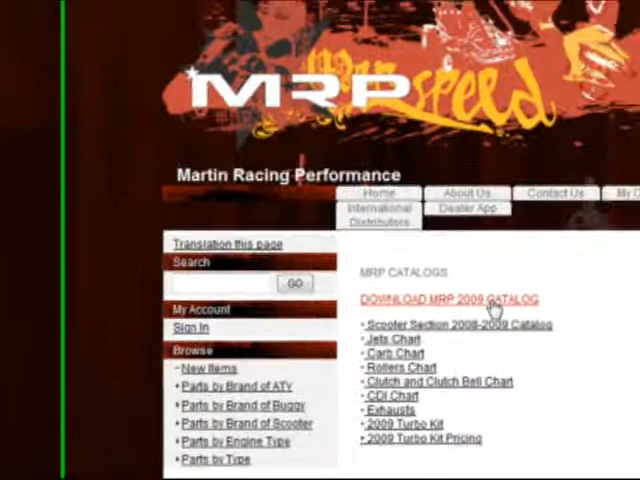 MRP speed
Martin Racing Performance
Home
About Us
Contact Us
International
Distributors
Dealer App
Translation this page
Search
GO
My Account
Sign In
Browse
New Items
Parts by Brand of ATV
Parts by Brand of Buggy
Parts by Brand of Scooter
Parts by Engine Type
Parts by Type
MRP CATALOGS
DOWNLOAD MRP 2009 CATALOG
Scooter Section 2008-2009 Catalog
Jets Chart
Carb Chart
Rollers Chart
Clutch and Clutch Bell Chart
CDI Chart
Exhausts
2009 Turbo Kit
2009 Turbo Kit Pricing